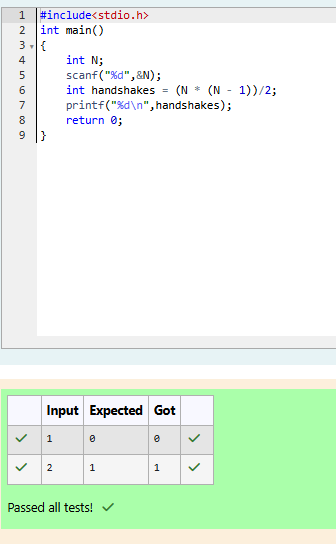 1 #include<stdio.h>
2 int main()
3 {
4 int N;
5 scanf("%d",&N);
6 int handshakes = (N * (N - 1))/2;
7 printf("%d\n",handshakes);
8 return 0;
9 }
Input Expected Got
1 0 0
2 1 1
Passed all tests!